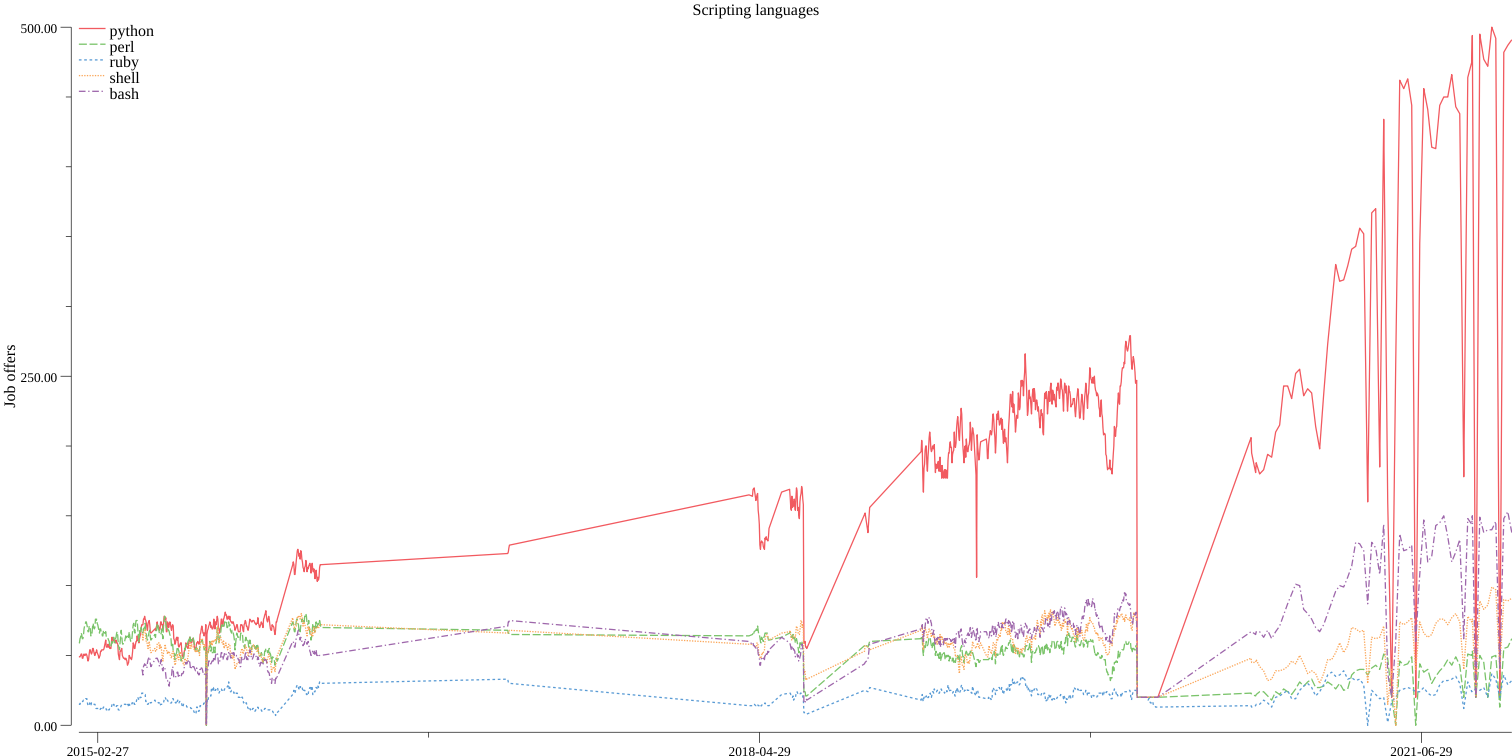 Scripting languages
500.00
python
perl
ruby
shell
bash
Job offers
250.00
0.00
2015-02-27
2018-04-29
2021-06-29